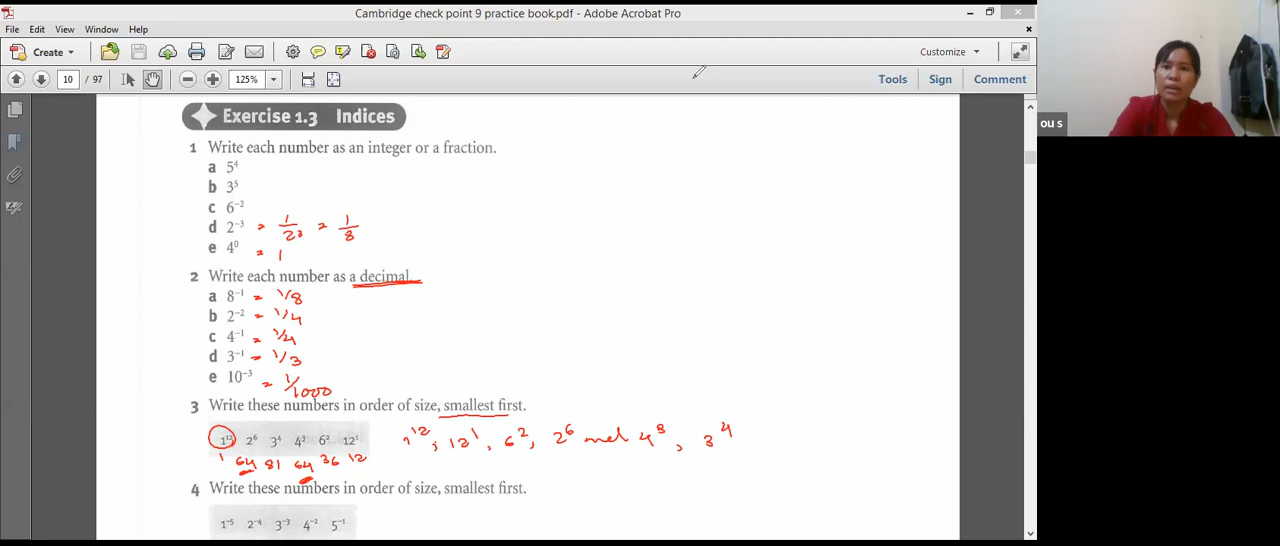 Cambridge check point 9 practice book.pdf - Adobe Acrobat Pro
File Edit View Window Help
Create Customize
10 / 97 125% Tools Sign Comment
ou s
Exercise 1.3 Indices
1 Write each number as an integer or a fraction.
a 5⁴
b 3⁵
c 6⁻²
d 2⁻³ = 1/2³ = 1/8
e 4⁰ = 1
2 Write each number as a decimal.
a 8⁻¹ = 1/8
b 2⁻² = 1/4
c 4⁻¹ = 1/4
d 3⁻¹ = 1/3
e 10⁻³ = 1/1000
3 Write these numbers in order of size, smallest first.
1¹² 2⁶ 3⁴ 4³ 6² 12¹ 1¹², 12¹, 6², 2⁶ and 4³, 3⁴
1 64 81 64 36 12
4 Write these numbers in order of size, smallest first.
1⁻⁵ 2⁻⁴ 3⁻³ 4⁻² 5⁻¹